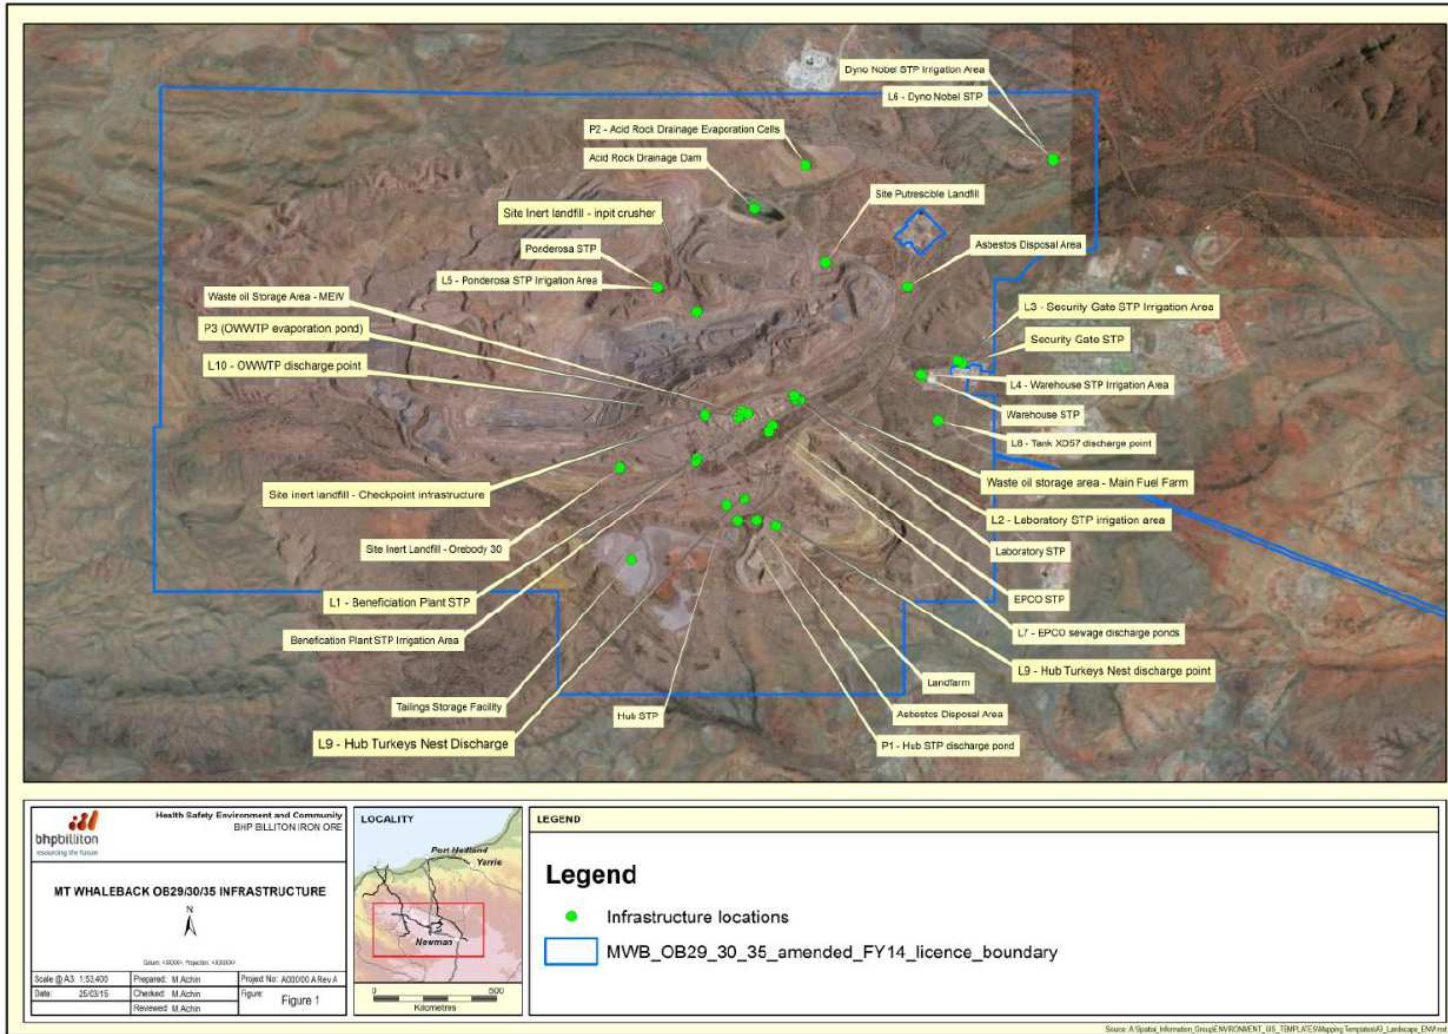 Dyno Nobel STP Irrigation Area
L6 - Dyno Nobel STP
P2 - Acid Rock Drainage Evaporation Cells
Acid Rock Drainage Dam
Site Putrescible Landfill
Site Inert landfill - inpit crusher
Ponderosa STP
Asbestos Disposal Area
L5 - Ponderosa STP Irrigation Area
Waste oil Storage Area - MEW
L3 - Security Gate STP Irrigation Area
P3 (OWWTP evaporation pond)
Security Gate STP
L10 - OWWTP discharge point
L4 - Warehouse STP Irrigation Area
Warehouse STP
L8 - Tank XD57 discharge point
Waste oil storage area - Main Fuel Farm
Site inert landfill - Checkpoint infrastructure
L2 - Laboratory STP irrigation area
Site Inert Landfill - Orebody 30
Laboratory STP
L1 - Beneficiation Plant STP
EPCO STP
Benefication Plant STP Irrigation Area
L7 - EPCO sewage discharge ponds
L9 - Hub Turkeys Nest discharge point
Landfarm
Tailings Storage Facility
Hub STP
Asbestos Disposal Area
L9 - Hub Turkeys Nest Discharge
P1 - Hub STP discharge pond
bhpbilliton
resourcing the future
Health Safety Environment and Community
BHP BILLITON IRON ORE
MT WHALEBACK OB29/30/35 INFRASTRUCTURE
N
Scale @ A3 1:53,400
Prepared: M.Achin
Project No: A000/00 A Rev A
Date: 25/03/15
Checked: M.Achin
Figure:
Figure 1
Reviewed: M.Achin
LOCALITY
Port Hedland
Yarrie
Newman
0 500
Kilometres
LEGEND
Legend
Infrastructure locations
MWB_OB29_30_35_amended_FY14_licence_boundary